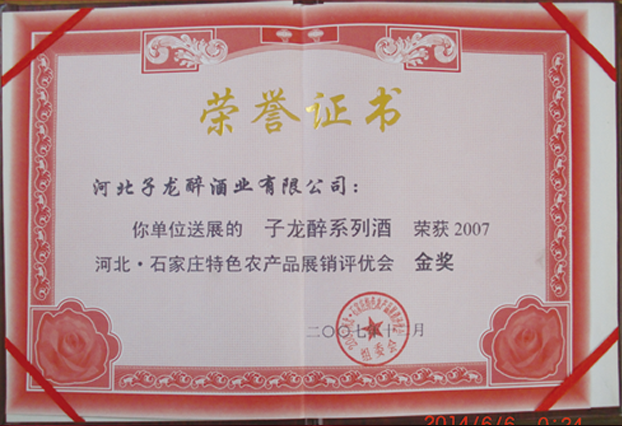 荣誉证书
河北子龙醉酒业有限公司：
你单位送展的 子龙醉系列酒 荣获 2007
河北·石家庄特色农产品展销评优会 金奖
二〇〇七年十二月
组委会
2014/6/6